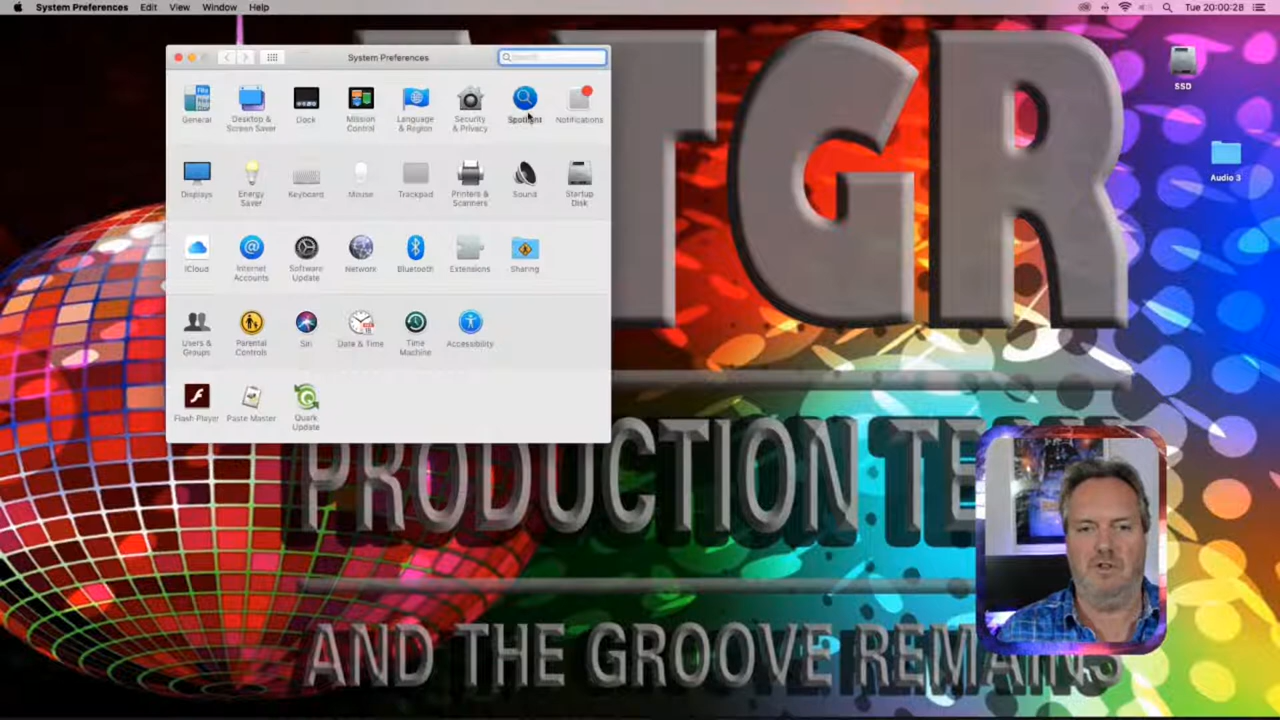 System Preferences Edit View Window Help
Tue 20:00:28
System Preferences
Search
General
Desktop &
Screen Saver
Dock
Mission
Control
Language
& Region
Security
& Privacy
Spotlight
Notifications
Displays
Energy
Saver
Keyboard
Mouse
Trackpad
Printers &
Scanners
Sound
Startup
Disk
iCloud
Internet
Accounts
Software
Update
Network
Bluetooth
Extensions
Sharing
Users &
Groups
Parental
Controls
Siri
Date & Time
Time
Machine
Accessibility
Flash Player
Paste Master
Quark
Update
SSD
Audio 3
TGR
PRODUCTION TE
AND THE GROOVE REMAINS